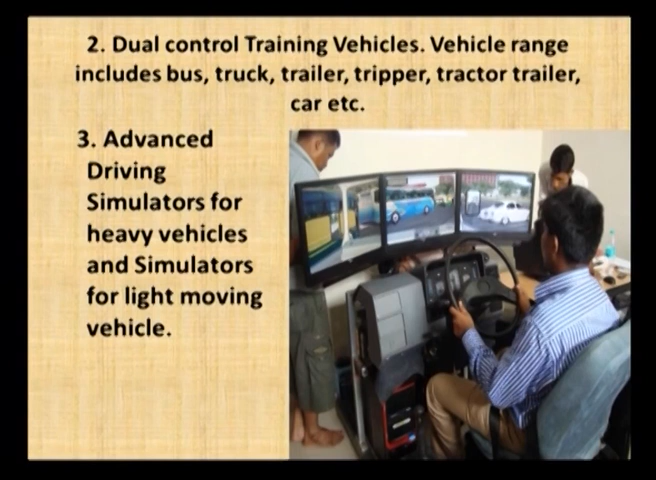 2. Dual control Training Vehicles. Vehicle range
includes bus, truck, trailer, tripper, tractor trailer,
car etc.
3. Advanced
Driving
Simulators for
heavy vehicles
and Simulators
for light moving
vehicle.